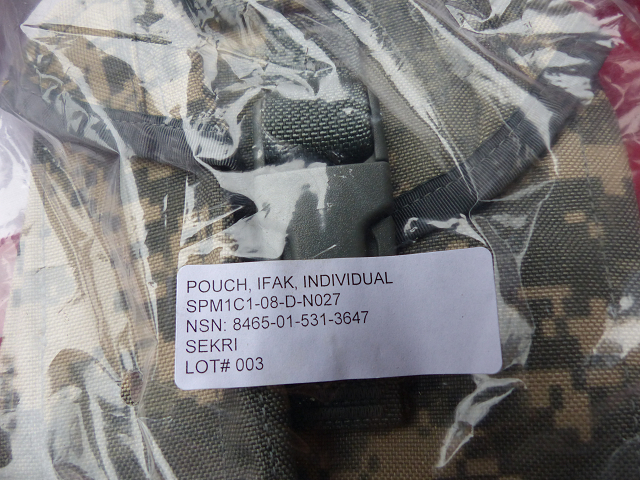 POUCH, IFAK, INDIVIDUAL
SPM1C1-08-D-N027
NSN: 8465-01-531-3647
SEKRI
LOT# 003